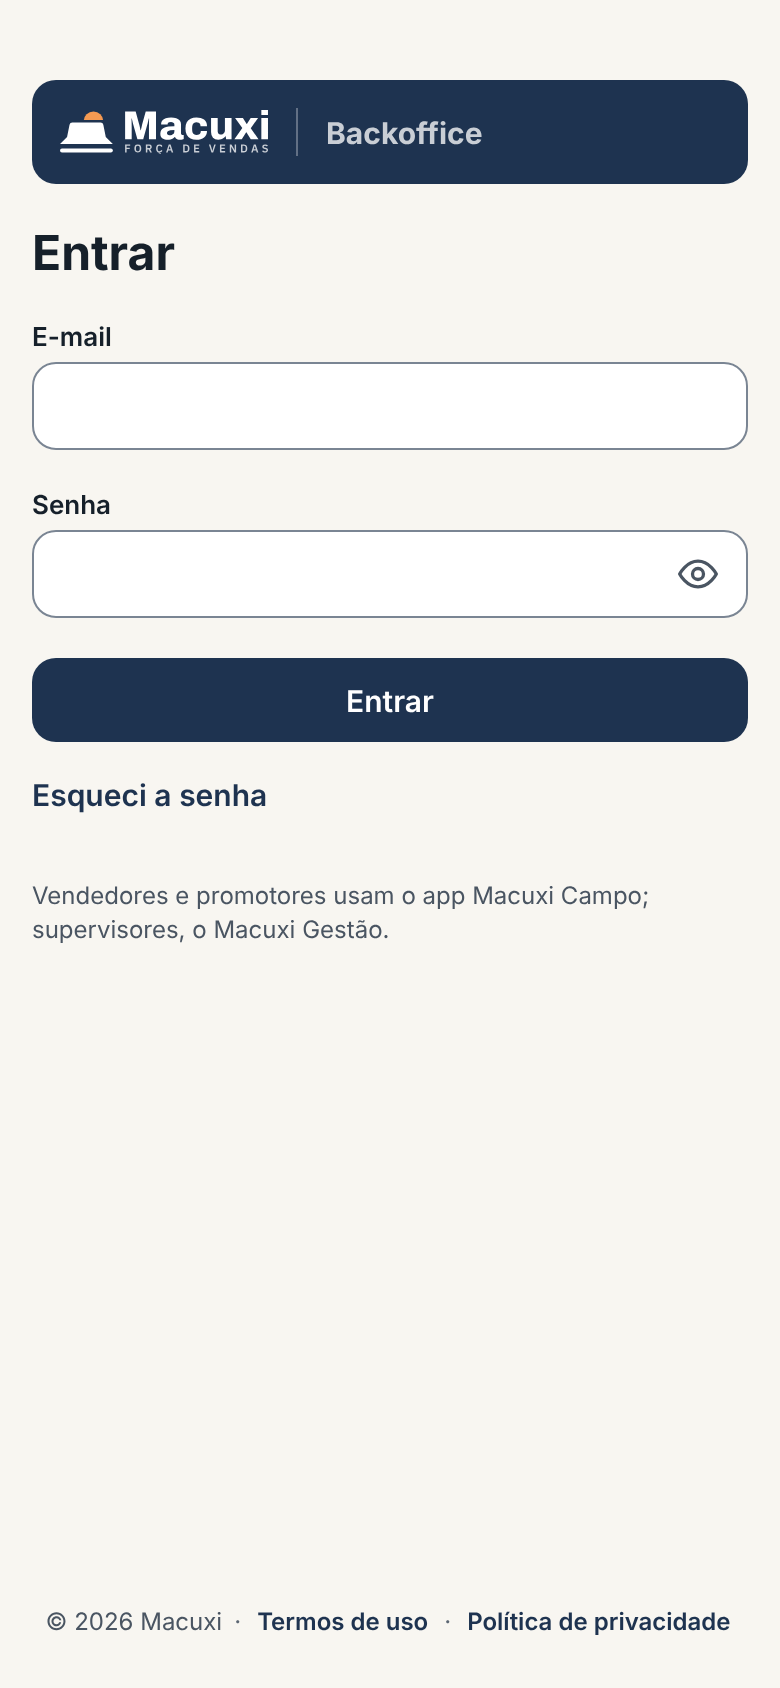 Macuxi
FORÇA DE VENDAS
Backoffice
Entrar
E-mail
Senha
Entrar
Esqueci a senha
Vendedores e promotores usam o app Macuxi Campo;
supervisores, o Macuxi Gestão.
© 2026 Macuxi · Termos de uso · Política de privacidade